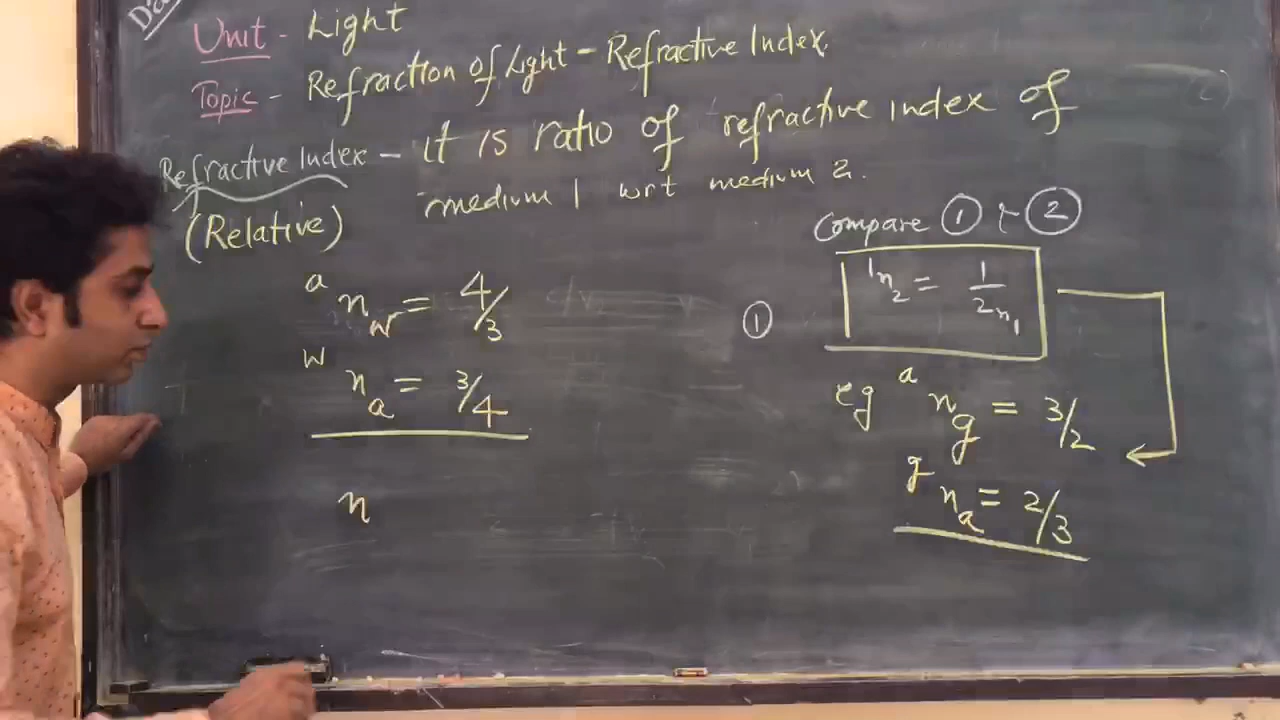 Unit - Light
Topic - Refraction of Light - Refractive Index
Refractive Index - it is ratio of refractive index of
(Relative) medium 1 wrt medium 2.
Compare ① & ②
ᵃn_w = 4/3
ʷn_a = 3/4
n
①
¹n₂ = 1/²n₁
eg ᵃn_g = 3/2
ᵍn_a = 2/3